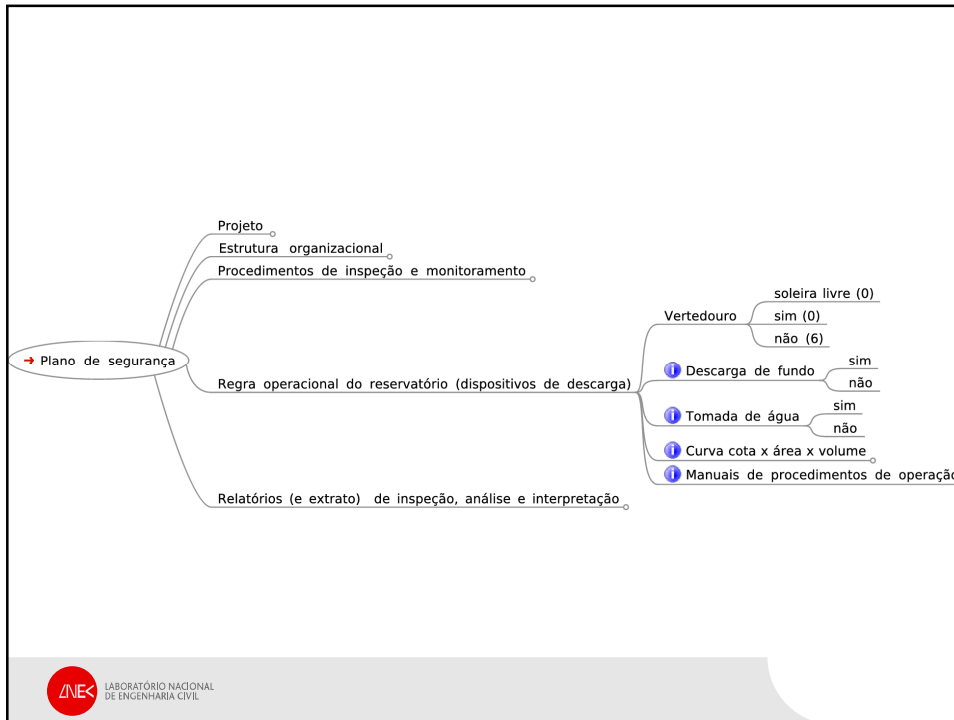 Projeto
Estrutura organizacional
Procedimentos de inspeção e monitoramento
Plano de segurança
Regra operacional do reservatório (dispositivos de descarga)
Vertedouro
soleira livre (0)
sim (0)
não (6)
Descarga de fundo
sim
não
Tomada de água
sim
não
Curva cota x área x volume
Manuais de procedimentos de operação
Relatórios (e extrato) de inspeção, análise e interpretação
LNEC
LABORATÓRIO NACIONAL
DE ENGENHARIA CIVIL